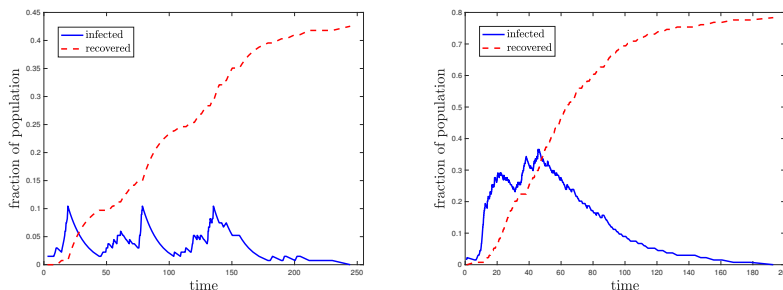 0.45
0.4
0.35
0.3
0.25
0.2
0.15
0.1
0.05
0
fraction of population
infected
recovered
0 50 100 150 200 250
time
0.8
0.7
0.6
0.5
0.4
0.3
0.2
0.1
0
fraction of population
infected
recovered
0 20 40 60 80 100 120 140 160 180 200
time